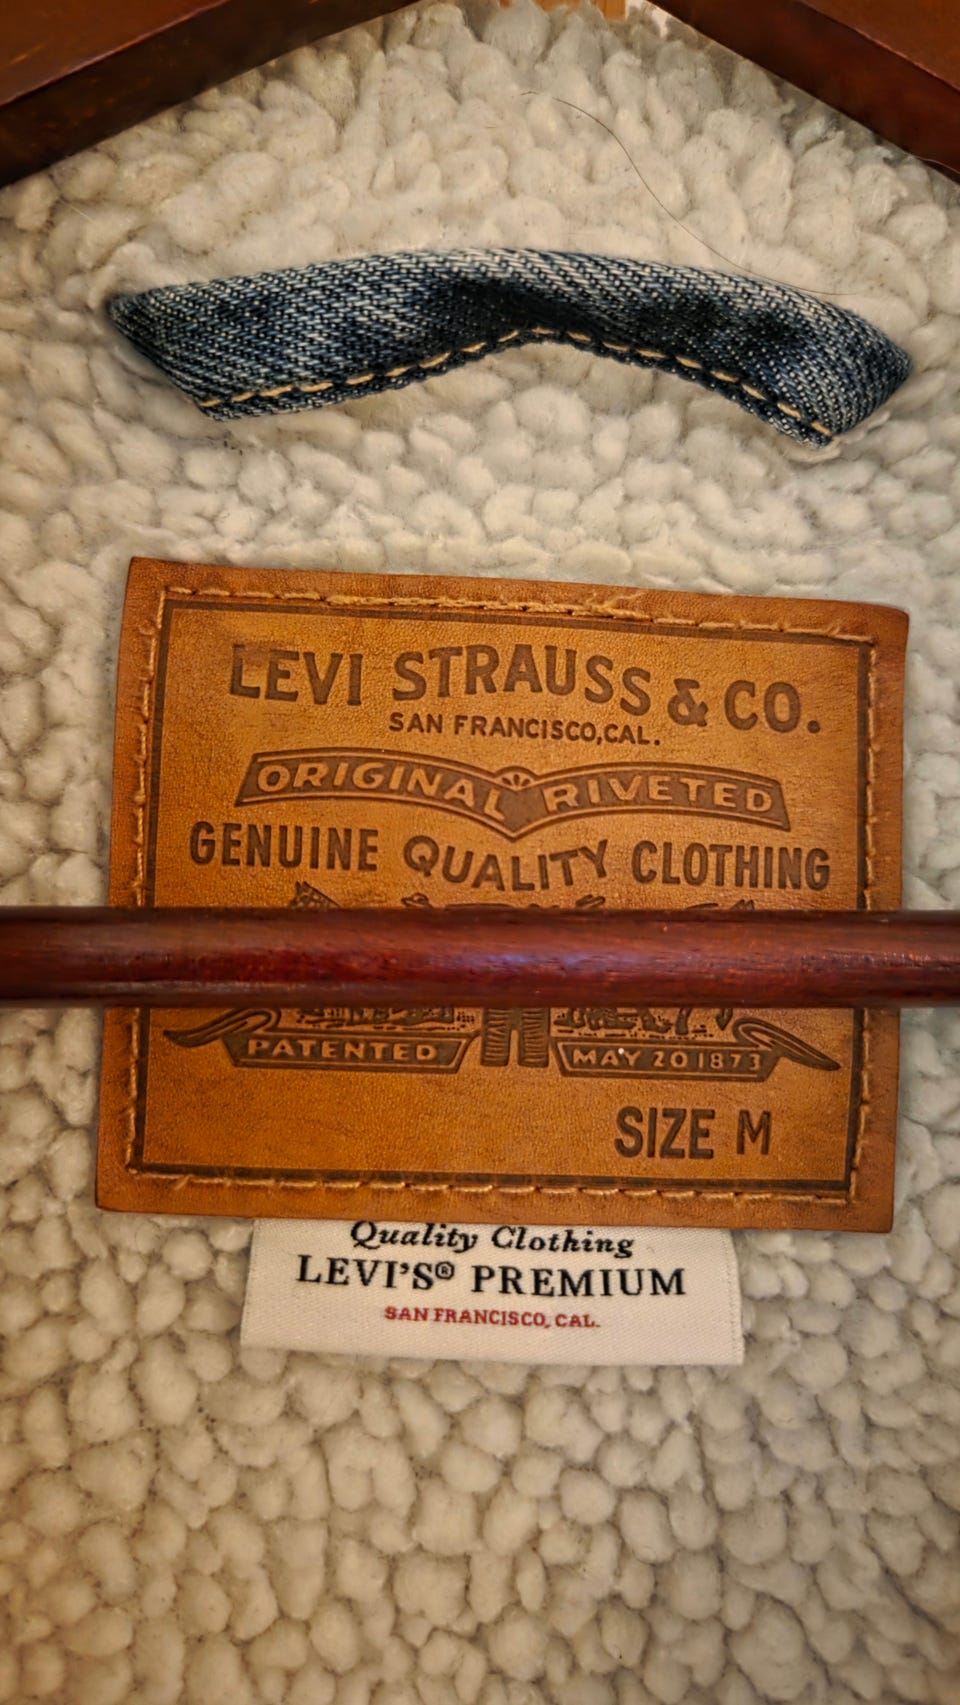 LEVI STRAUSS & CO.
SAN FRANCISCO, CAL.
ORIGINAL RIVETED
GENUINE QUALITY CLOTHING
PATENTED MAY 20 1873
SIZE M
Quality Clothing
LEVI'S® PREMIUM
SAN FRANCISCO, CAL.